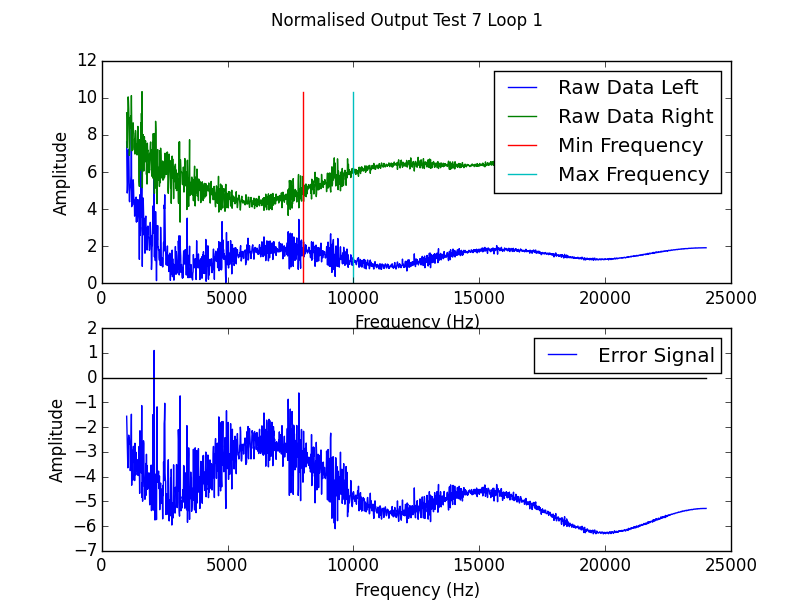 Normalised Output Test 7 Loop 1
12
10
8
6
4
2
0
Amplitude
Raw Data Left
Raw Data Right
Min Frequency
Max Frequency
0 5000 10000 15000 20000 25000
Frequency (Hz)
2
1
0
−1
−2
−3
−4
−5
−6
−7
Amplitude
Error Signal
0 5000 10000 15000 20000 25000
Frequency (Hz)